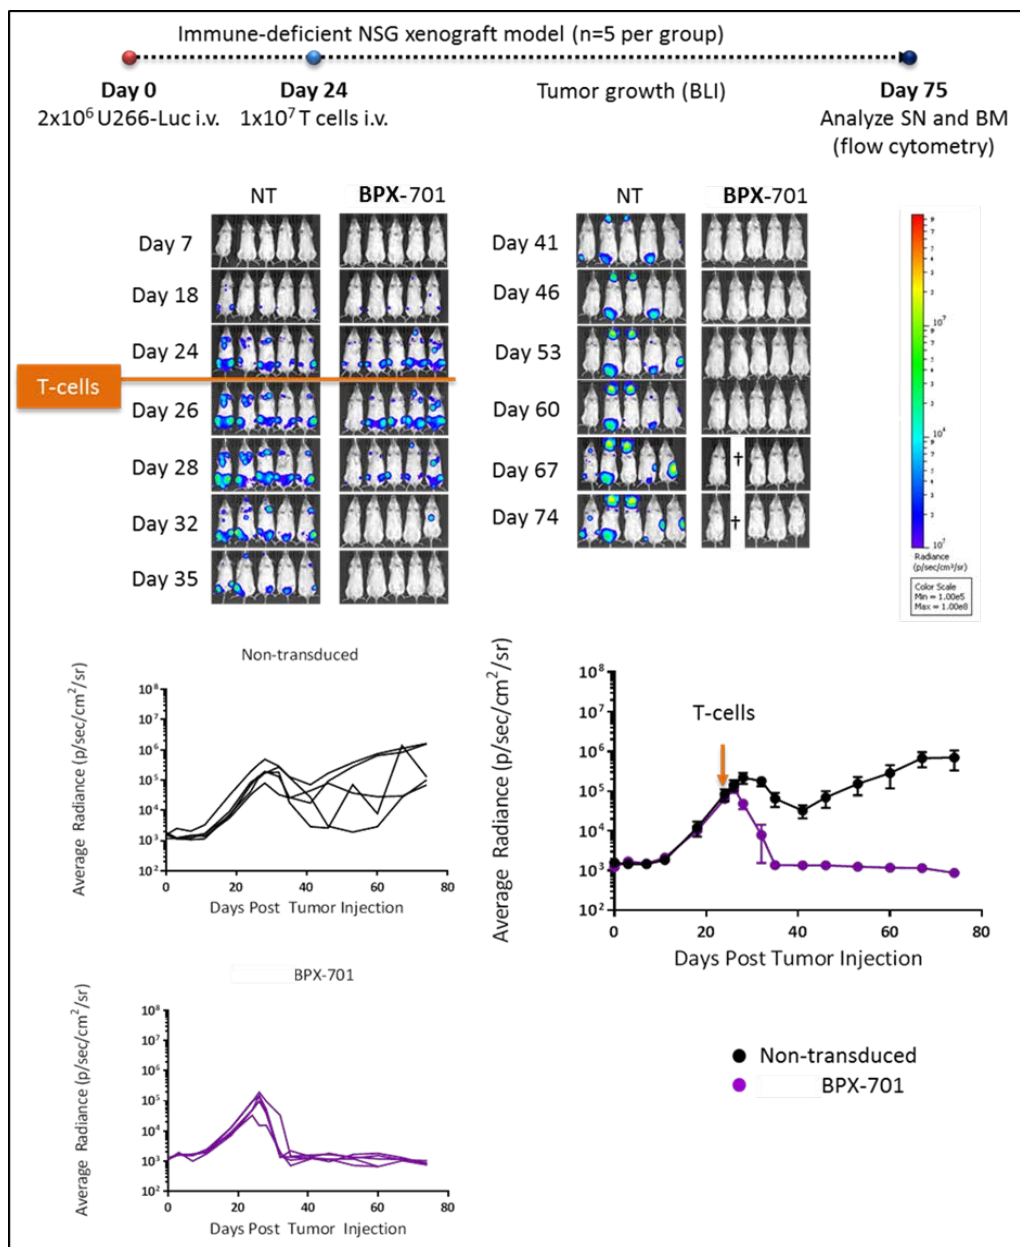 Immune-deficient NSG xenograft model (n=5 per group)
Day 0
2x10⁶ U266-Luc i.v.
Day 24
1x10⁷ T cells i.v.
Tumor growth (BLI)
Day 75
Analyze SN and BM
(flow cytometry)
NT
BPX-701
Day 7
Day 18
Day 24
T-cells
Day 26
Day 28
Day 32
Day 35
NT
BPX-701
Day 41
Day 46
Day 53
Day 60
Day 67
†
Day 74
†
10⁷
10⁴
10⁷
Radiance
(p/sec/cm²/sr)
Color Scale
Min = 1.00e5
Max = 1.00e8
Non-transduced
Average Radiance (p/sec/cm²/sr)
10⁸
10⁷
10⁶
10⁵
10⁴
10³
10²
0 20 40 60 80
Days Post Tumor Injection
T-cells
Average Radiance (p/sec/cm²/sr)
10⁸
10⁷
10⁶
10⁵
10⁴
10³
10²
0 20 40 60 80
Days Post Tumor Injection
BPX-701
Average Radiance (p/sec/cm²/sr)
10⁸
10⁷
10⁶
10⁵
10⁴
10³
10²
0 20 40 60 80
Days Post Tumor Injection
Non-transduced
BPX-701